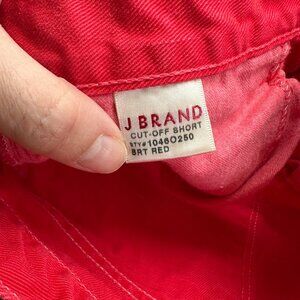 J BRAND
CUT-OFF SHORT
STY# 1046O250
BRT RED